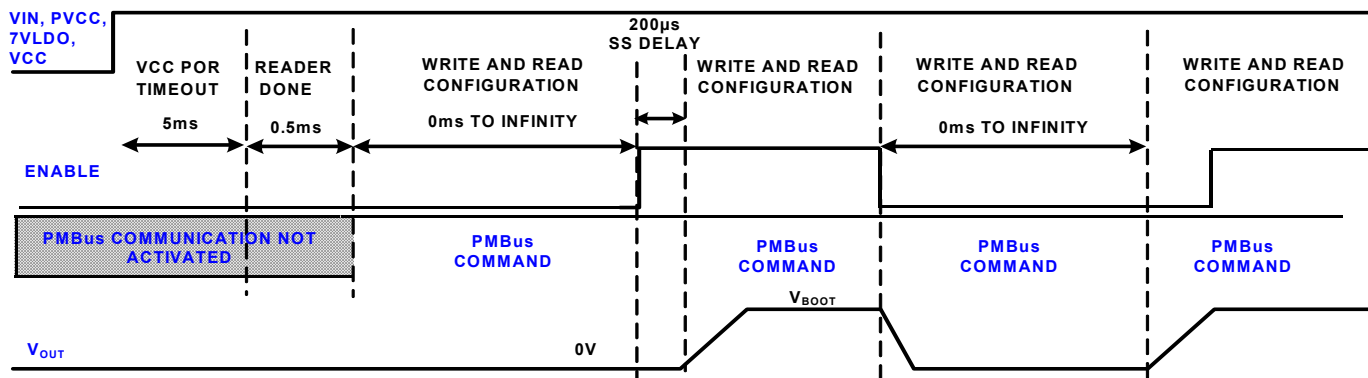 VIN, PVCC,
7VLDO,
VCC
VCC POR
TIMEOUT
5ms
READER
DONE
0.5ms
WRITE AND READ
CONFIGURATION
0ms TO INFINITY
200µs
SS DELAY
WRITE AND READ
CONFIGURATION
WRITE AND READ
CONFIGURATION
0ms TO INFINITY
WRITE AND READ
CONFIGURATION
ENABLE
PMBus COMMUNICATION NOT
ACTIVATED
PMBus
COMMAND
PMBus
COMMAND
PMBus
COMMAND
PMBus
COMMAND
VOUT
0V
VBOOT